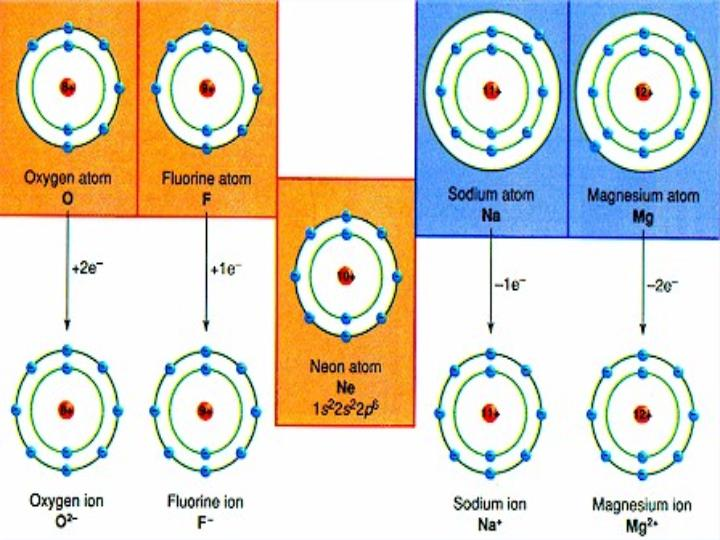 8+
9+
11+
12+
Oxygen atom
O
Fluorine atom
F
Sodium atom
Na
Magnesium atom
Mg
+2e⁻
+1e⁻
–1e⁻
–2e⁻
10+
Neon atom
Ne
1s²2s²2p⁶
8+
9+
11+
12+
Oxygen ion
O²⁻
Fluorine ion
F⁻
Sodium ion
Na⁺
Magnesium ion
Mg²⁺